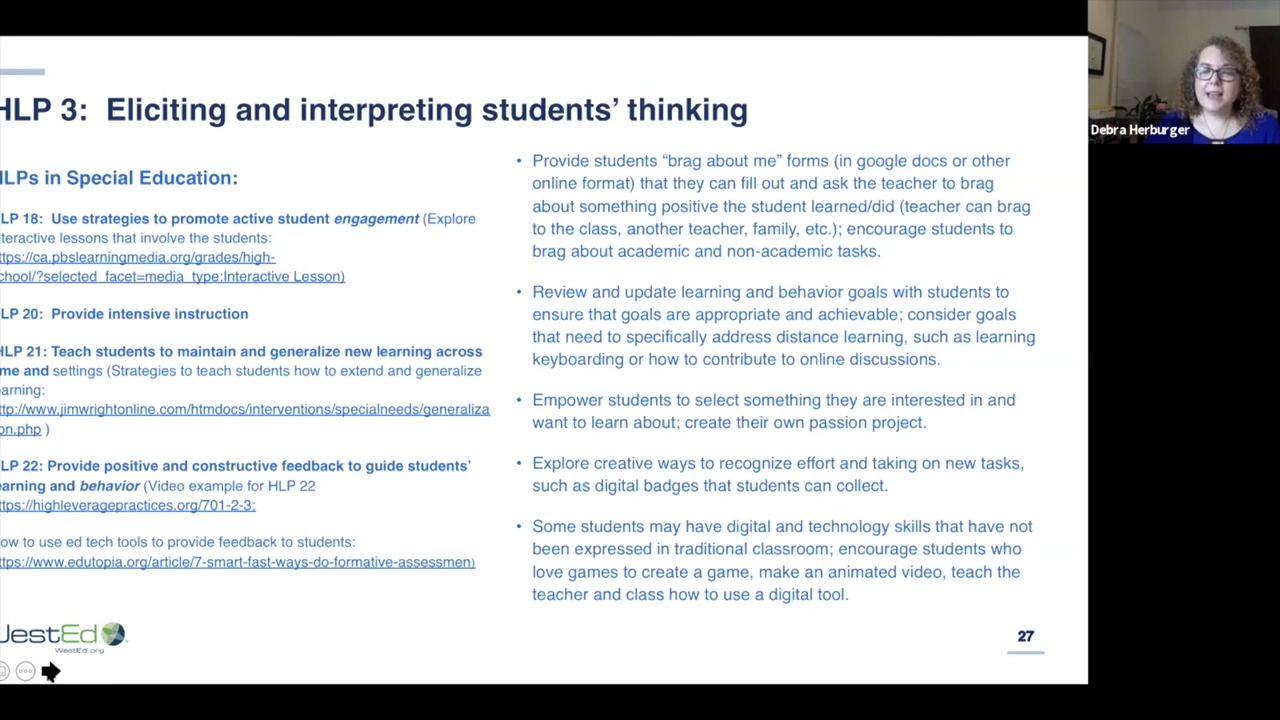 HLP 3: Eliciting and interpreting students’ thinking
HLPs in Special Education:
LP 18: Use strategies to promote active student engagement (Explore
nteractive lessons that involve the students:
ttps://ca.pbslearningmedia.org/grades/high-
chool/?selected_facet=media_type:Interactive Lesson)
LP 20: Provide intensive instruction
HLP 21: Teach students to maintain and generalize new learning across
me and settings (Strategies to teach students how to extend and generalize
arning:
ttp://www.jimwrightonline.com/htmdocs/interventions/specialneeds/generaliza
on.php )
LP 22: Provide positive and constructive feedback to guide students’
arning and behavior (Video example for HLP 22
ttps://highleveragepractices.org/701-2-3;
ow to use ed tech tools to provide feedback to students:
ttps://www.edutopia.org/article/7-smart-fast-ways-do-formative-assessmen)
• Provide students “brag about me” forms (in google docs or other
online format) that they can fill out and ask the teacher to brag
about something positive the student learned/did (teacher can brag
to the class, another teacher, family, etc.); encourage students to
brag about academic and non-academic tasks.
• Review and update learning and behavior goals with students to
ensure that goals are appropriate and achievable; consider goals
that need to specifically address distance learning, such as learning
keyboarding or how to contribute to online discussions.
• Empower students to select something they are interested in and
want to learn about; create their own passion project.
• Explore creative ways to recognize effort and taking on new tasks,
such as digital badges that students can collect.
• Some students may have digital and technology skills that have not
been expressed in traditional classroom; encourage students who
love games to create a game, make an animated video, teach the
teacher and class how to use a digital tool.
WestEd
WestEd.org
27
Debra Herburger